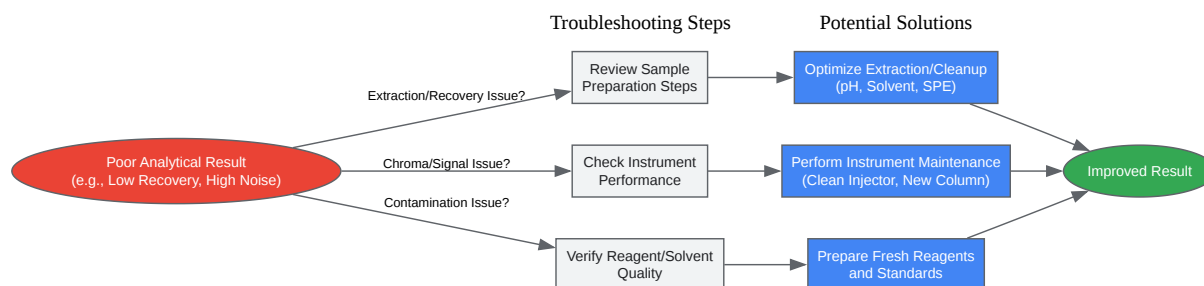 Troubleshooting Steps
Potential Solutions
Review Sample
Preparation Steps
Optimize Extraction/Cleanup
(pH, Solvent, SPE)
Extraction/Recovery Issue?
Poor Analytical Result
(e.g., Low Recovery, High Noise)
Chroma/Signal Issue?
Check Instrument
Performance
Perform Instrument Maintenance
(Clean Injector, New Column)
Improved Result
Contamination Issue?
Verify Reagent/Solvent
Quality
Prepare Fresh Reagents
and Standards